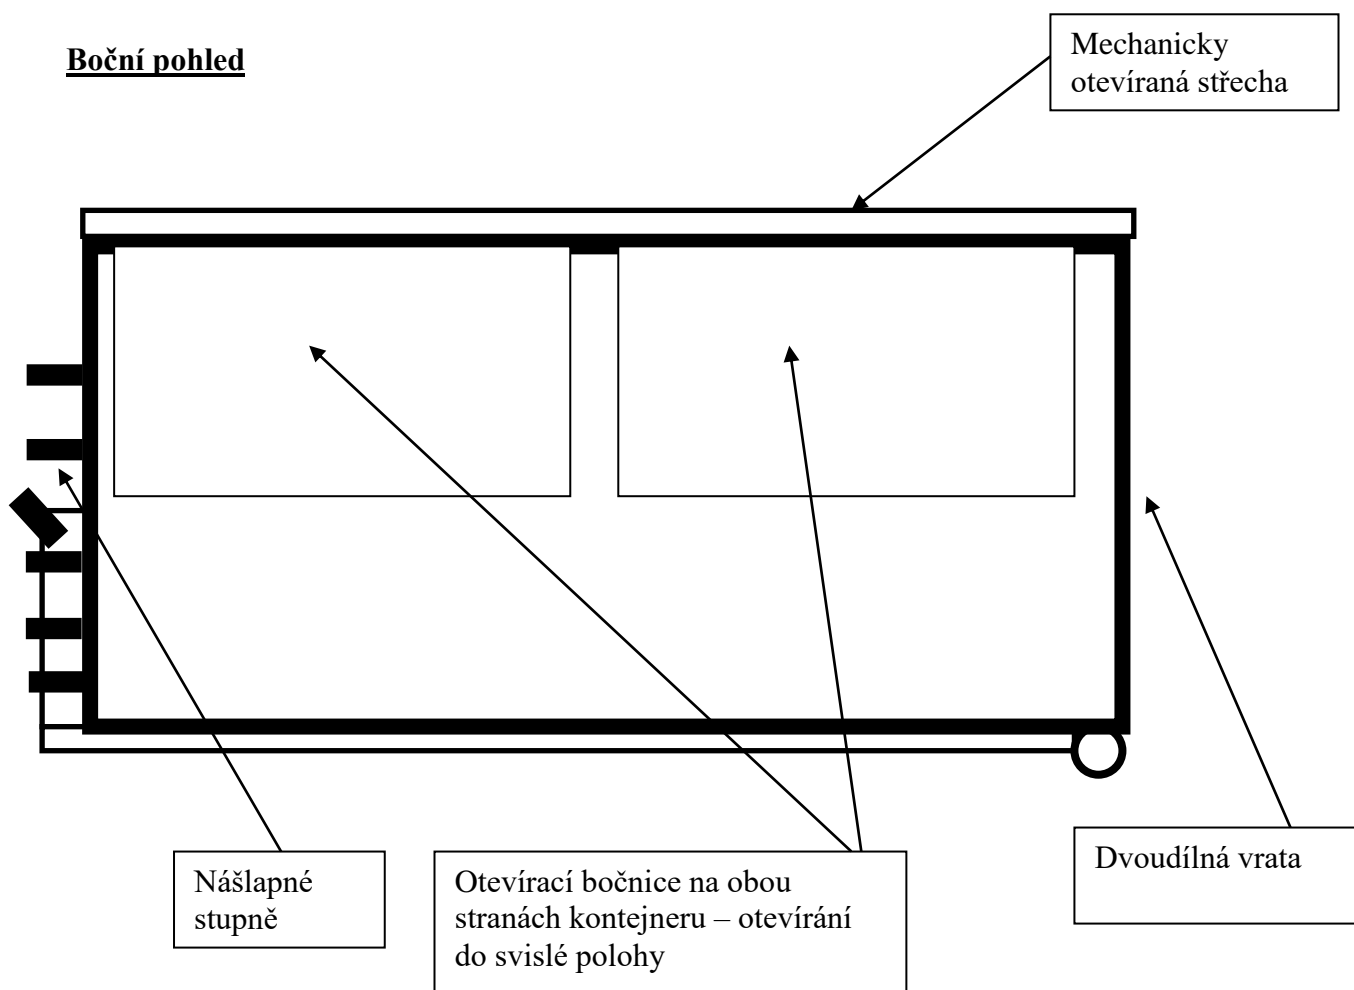 Boční pohled
Mechanicky
otevíraná střecha
Nášlapné
stupně
Otevírací bočnice na obou
stranách kontejneru – otevírání
do svislé polohy
Dvoudílná vrata